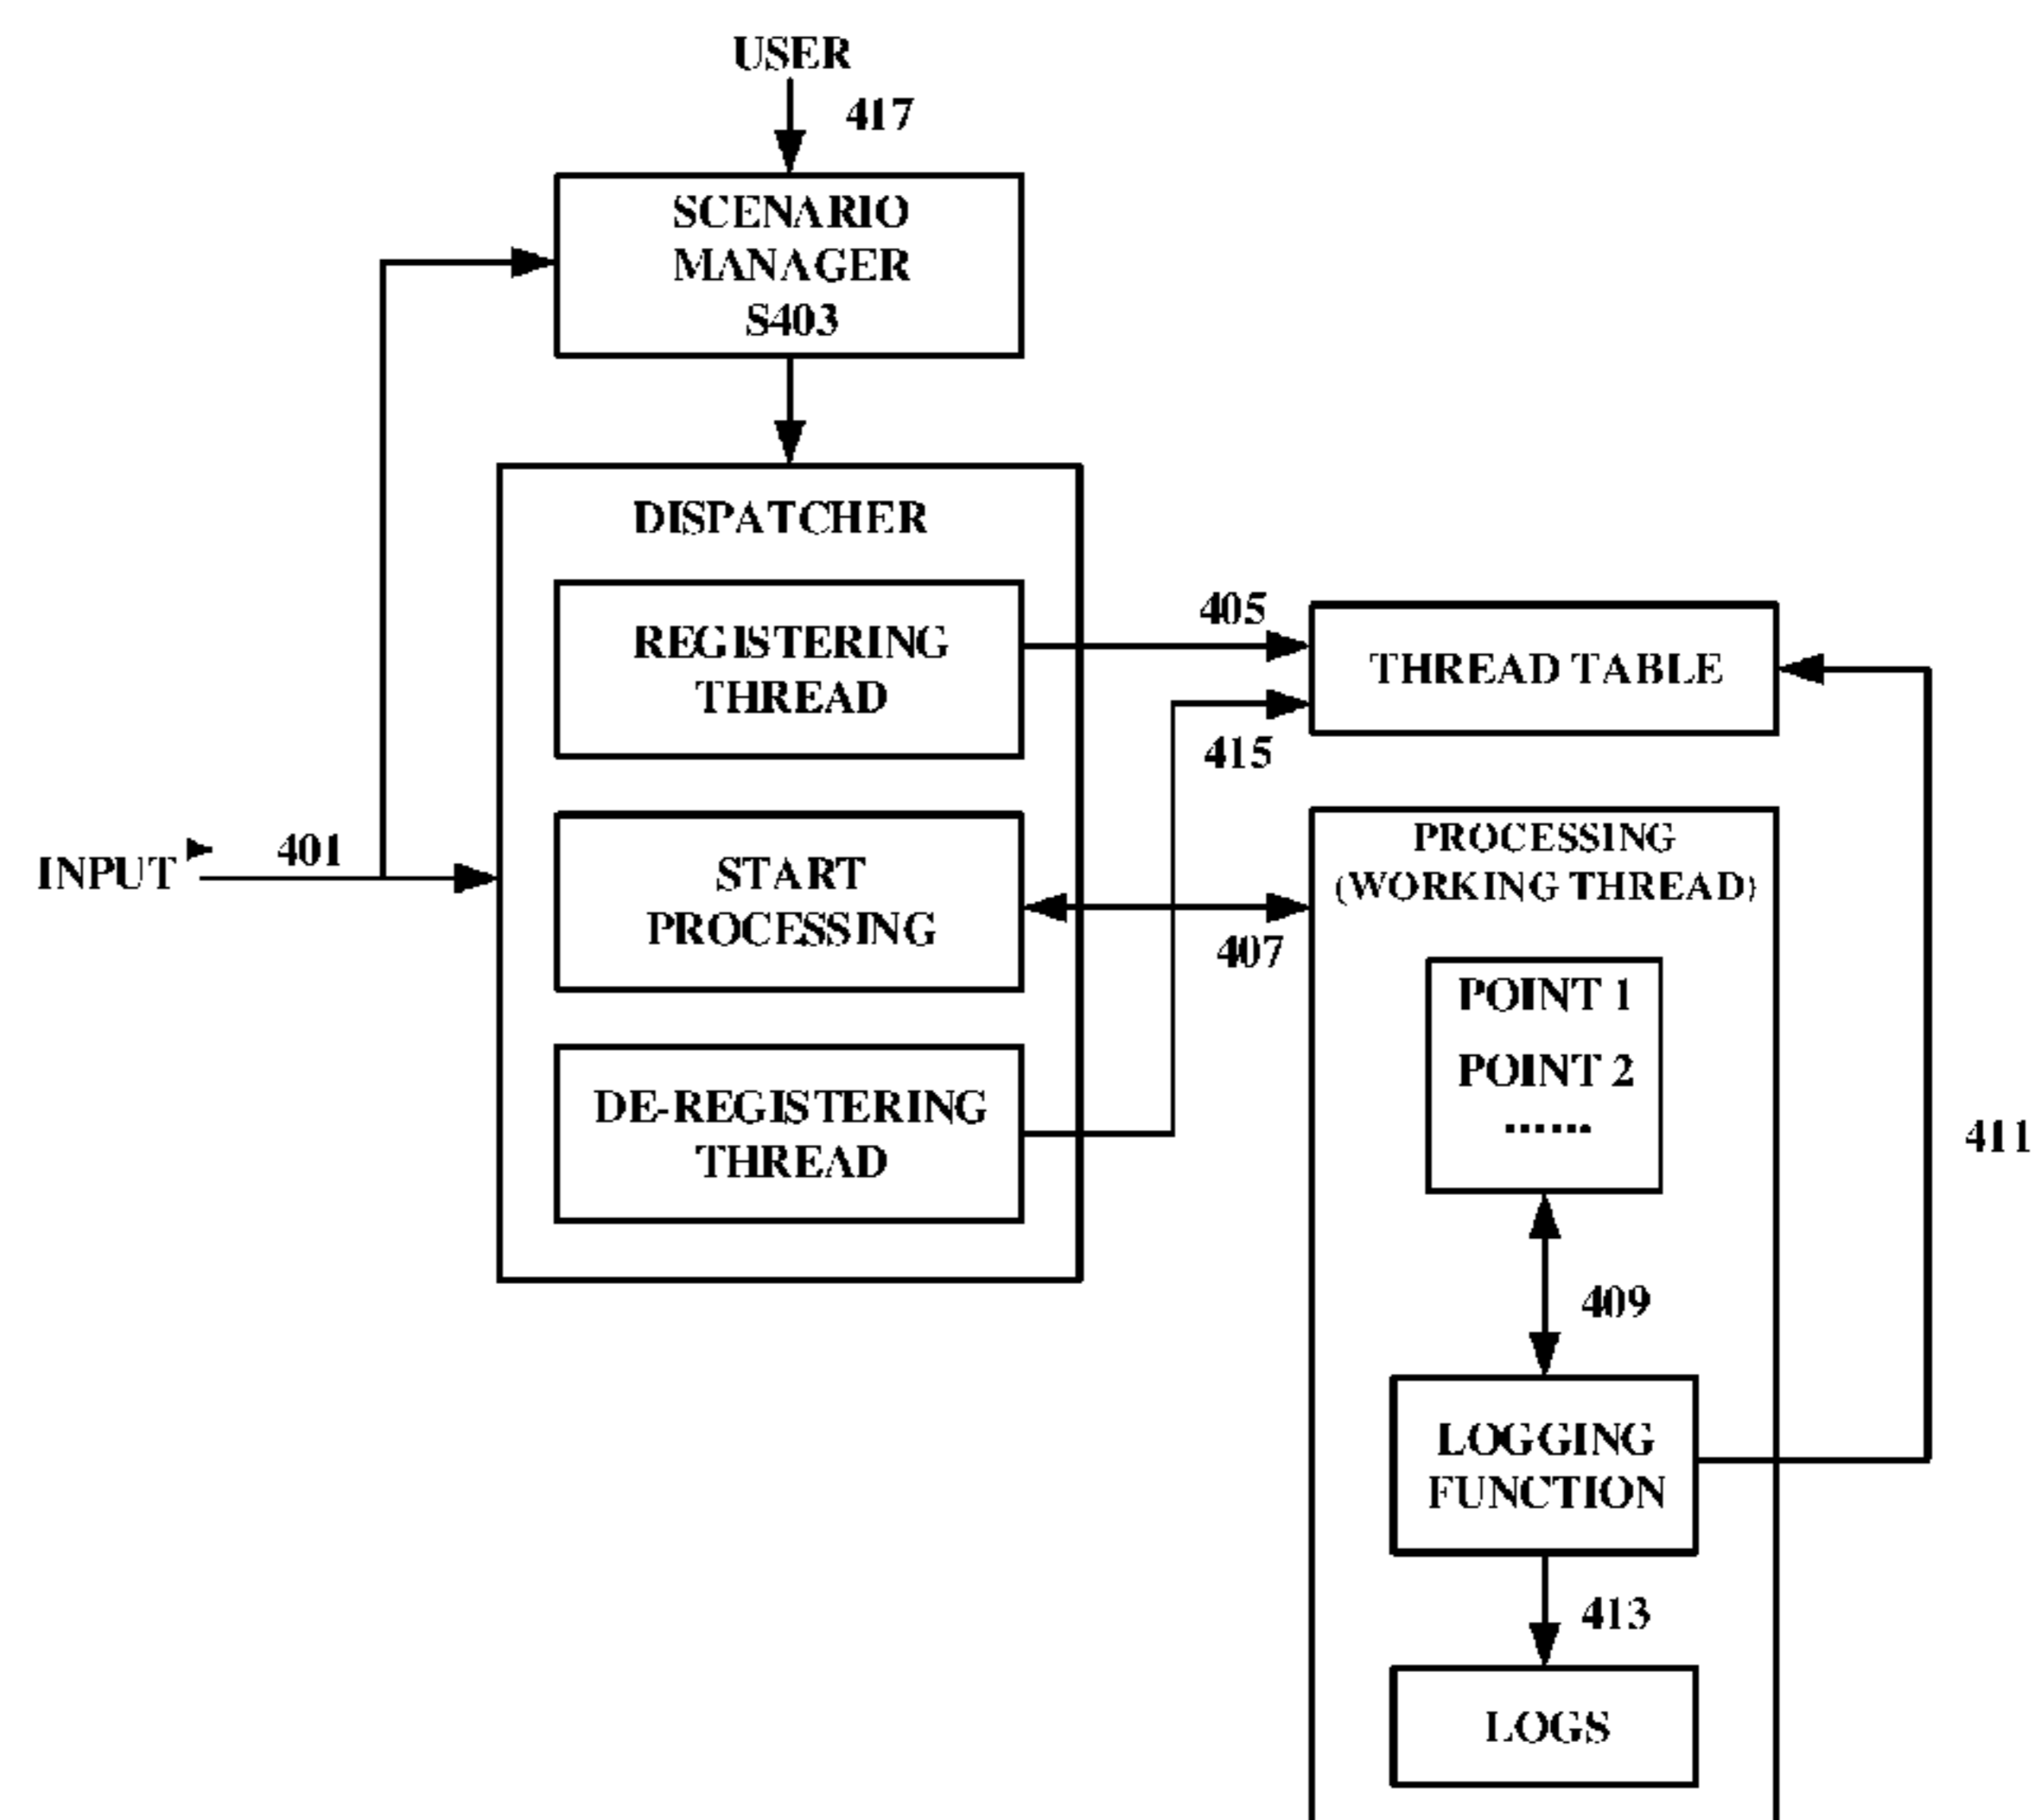 USER
417
SCENARIO
MANAGER
S403
DISPATCHER
REGISTERING
THREAD
405
THREAD TABLE
415
INPUT
401
START
PROCESSING
407
PROCESSING
(WORKING THREAD)
POINT 1
POINT 2
......
DE-REGISTERING
THREAD
411
409
LOGGING
FUNCTION
413
LOGS